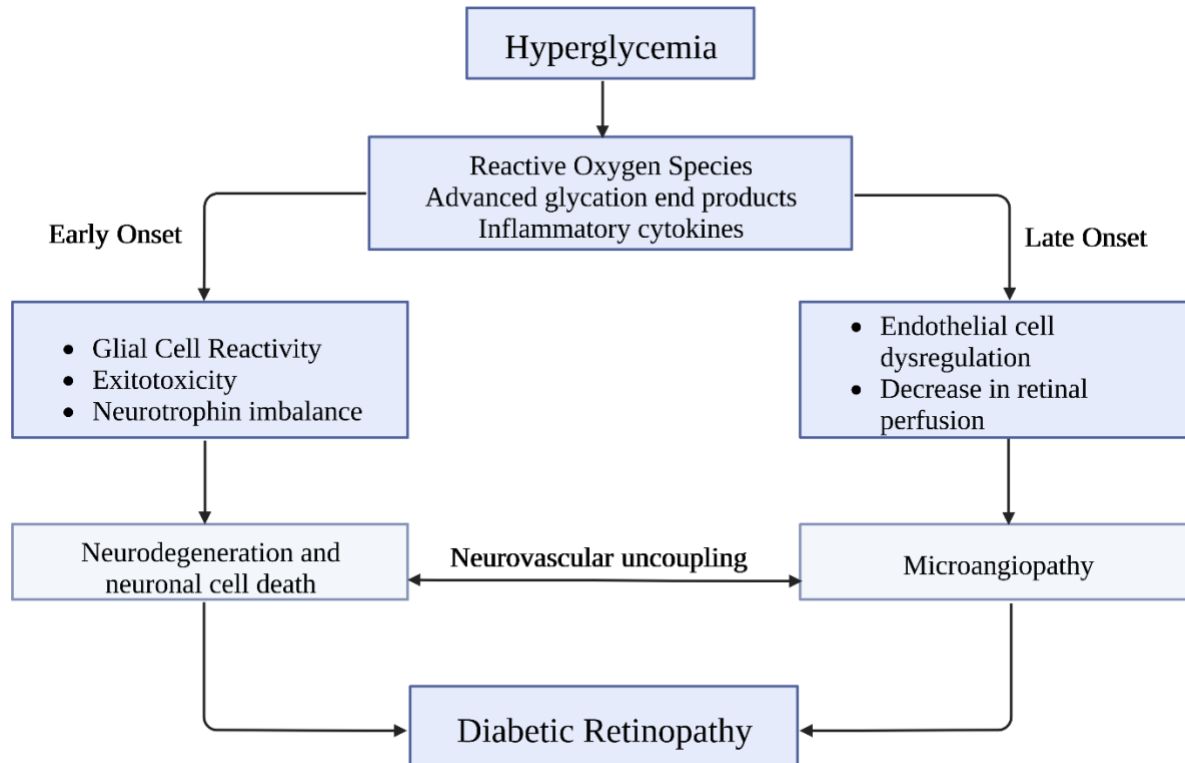 Hyperglycemia
Reactive Oxygen Species
Advanced glycation end products
Inflammatory cytokines
Early Onset
Late Onset
• Glial Cell Reactivity
• Exitotoxicity
• Neurotrophin imbalance
• Endothelial cell
dysregulation
• Decrease in retinal
perfusion
Neurodegeneration and
neuronal cell death
Neurovascular uncoupling
Microangiopathy
Diabetic Retinopathy